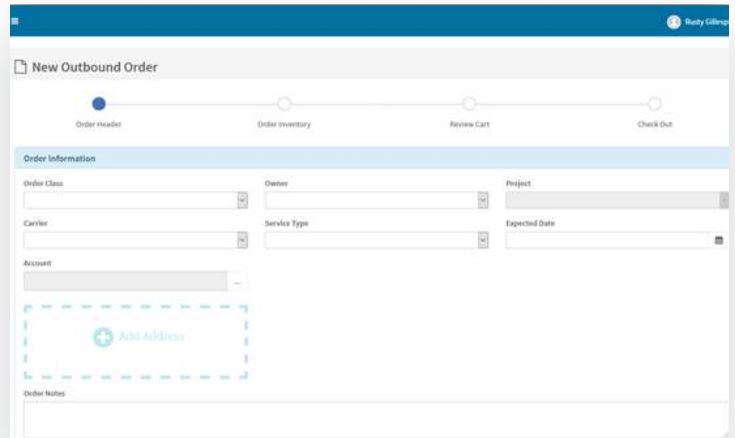 Rusty Gillesp
New Outbound Order
Order Header Order Inventory Review Cart Check Out
Order Information
Order Class Owner Project
Carrier Service Type Expected Date
Account
...
Add Address
Order Notes